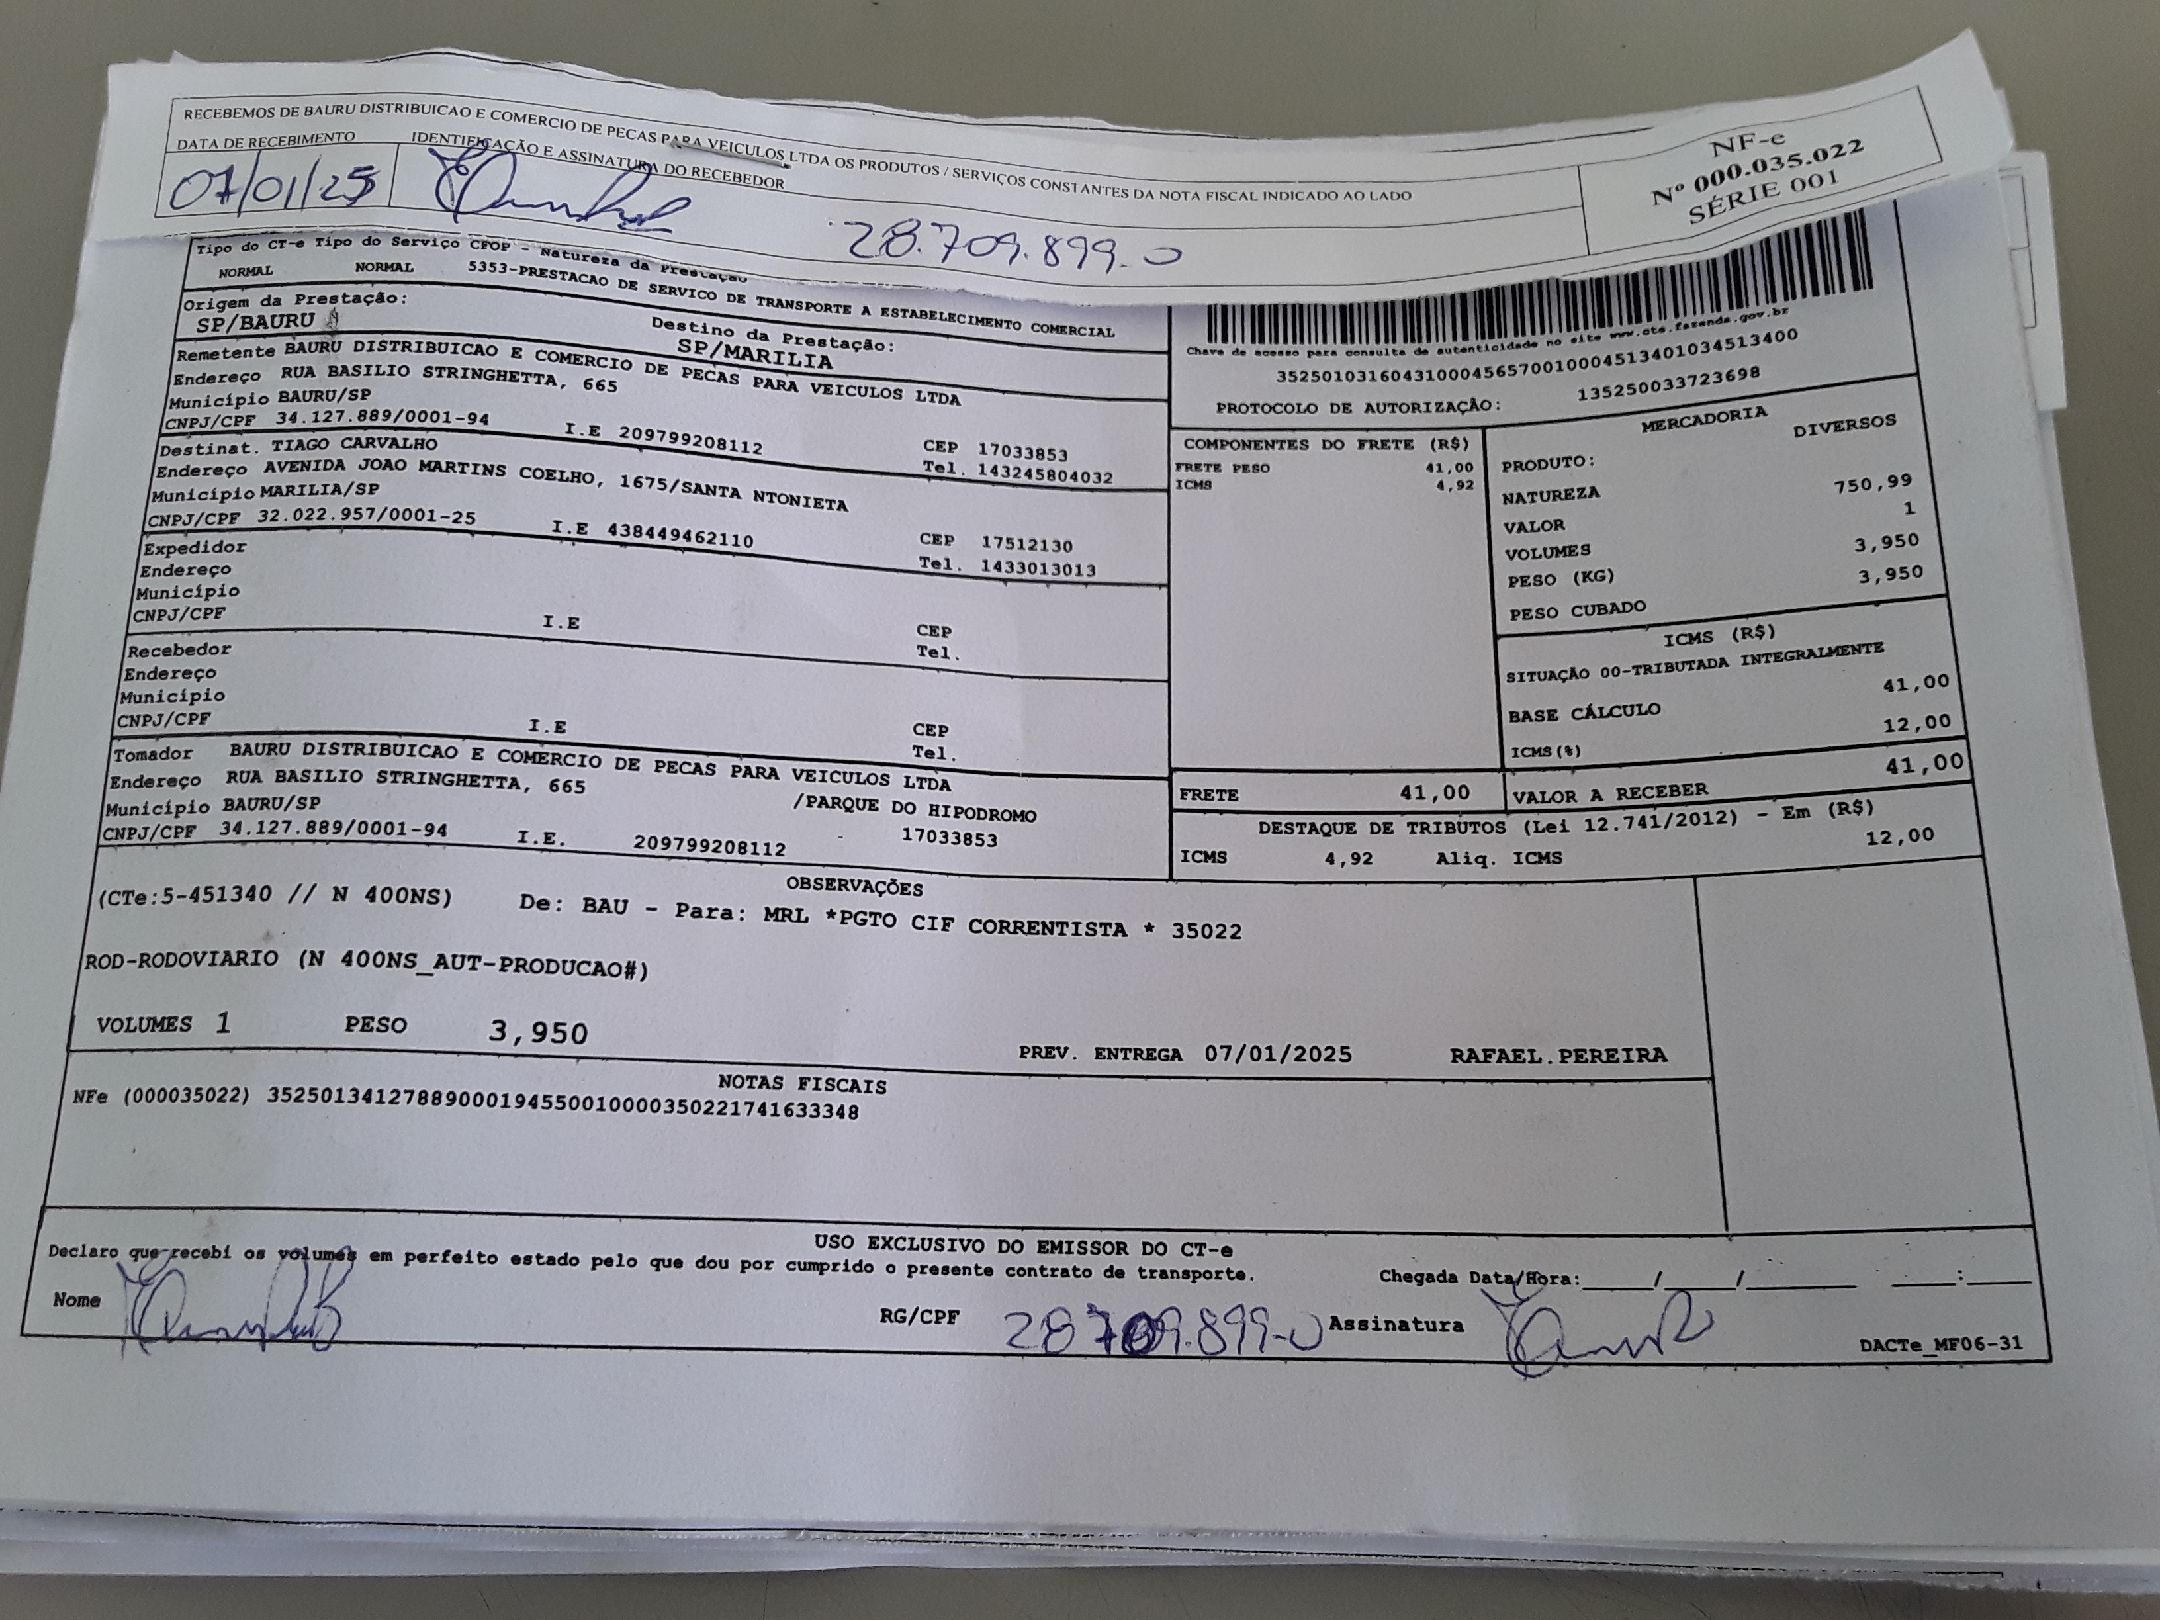 RECEBEMOS DE BAURU DISTRIBUICAO E COMERCIO DE PECAS PARA VEICULOS LTDA OS PRODUTOS / SERVIÇOS CONSTANTES DA NOTA FISCAL INDICADO AO LADO
DATA DE RECEBIMENTO IDENTIFICAÇÃO E ASSINATURA DO RECEBEDOR
07/01/25
28.709.899-0
NF-e
Nº 000.035.022
SÉRIE 001
Tipo do CT-e Tipo do Serviço CFOP - Natureza da Prestação
NORMAL NORMAL 5353-PRESTACAO DE SERVICO DE TRANSPORTE A ESTABELECIMENTO COMERCIAL
Origem da Prestação: Destino da Prestação:
SP/BAURU SP/MARILIA
Remetente BAURU DISTRIBUICAO E COMERCIO DE PECAS PARA VEICULOS LTDA
Endereço RUA BASILIO STRINGHETTA, 665
Município BAURU/SP CEP 17033853
CNPJ/CPF 34.127.889/0001-94 I.E 209799208112 Tel. 143245804032
Destinat. TIAGO CARVALHO
Endereço AVENIDA JOAO MARTINS COELHO, 1675/SANTA NTONIETA
Município MARILIA/SP CEP 17512130
CNPJ/CPF 32.022.957/0001-25 I.E 438449462110 Tel. 1433013013
Expedidor
Endereço
Município CEP
CNPJ/CPF I.E Tel.
Recebedor
Endereço
Município CEP
CNPJ/CPF I.E Tel.
Tomador BAURU DISTRIBUICAO E COMERCIO DE PECAS PARA VEICULOS LTDA
Endereço RUA BASILIO STRINGHETTA, 665 /PARQUE DO HIPODROMO
Município BAURU/SP 17033853
CNPJ/CPF 34.127.889/0001-94 I.E. 209799208112
Chave de acesso para consulta de autenticidade no site www.cte.fazenda.gov.br
35250103160431000456570010004513401034513400
PROTOCOLO DE AUTORIZAÇÃO: 135250033723698
COMPONENTES DO FRETE (R$)
FRETE PESO 41,00
ICMS 4,92
MERCADORIA
PRODUTO: DIVERSOS
NATUREZA
VALOR 750,99
VOLUMES 1
PESO (KG) 3,950
PESO CUBADO 3,950
ICMS (R$)
SITUAÇÃO 00-TRIBUTADA INTEGRALMENTE
BASE CÁLCULO 41,00
ICMS(%) 12,00
FRETE 41,00 VALOR A RECEBER 41,00
DESTAQUE DE TRIBUTOS (Lei 12.741/2012) - Em (R$)
ICMS 4,92 Aliq. ICMS 12,00
OBSERVAÇÕES
(CTe:5-451340 // N 400NS) De: BAU - Para: MRL *PGTO CIF CORRENTISTA * 35022
ROD-RODOVIARIO (N 400NS_AUT-PRODUCAO#)
VOLUMES 1 PESO 3,950 PREV. ENTREGA 07/01/2025 RAFAEL.PEREIRA
NOTAS FISCAIS
NFe (000035022) 35250134127889000194550010000350221741633348
USO EXCLUSIVO DO EMISSOR DO CT-e
Declaro que recebi os volumes em perfeito estado pelo que dou por cumprido o presente contrato de transporte. Chegada Data/Hora:____/____/______ ____:____
Nome RG/CPF 28.709.899-0 Assinatura
DACTe_MF06-31